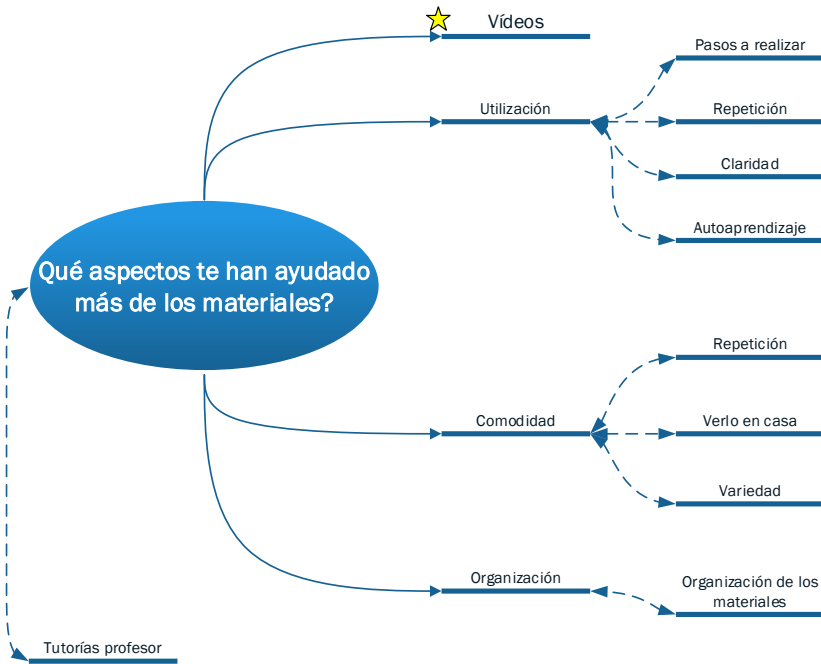 Vídeos
Pasos a realizar
Utilización
Repetición
Claridad
Autoaprendizaje
Qué aspectos te han ayudado
más de los materiales?
Repetición
Comodidad
Verlo en casa
Variedad
Organización
Organización de los
materiales
Tutorías profesor